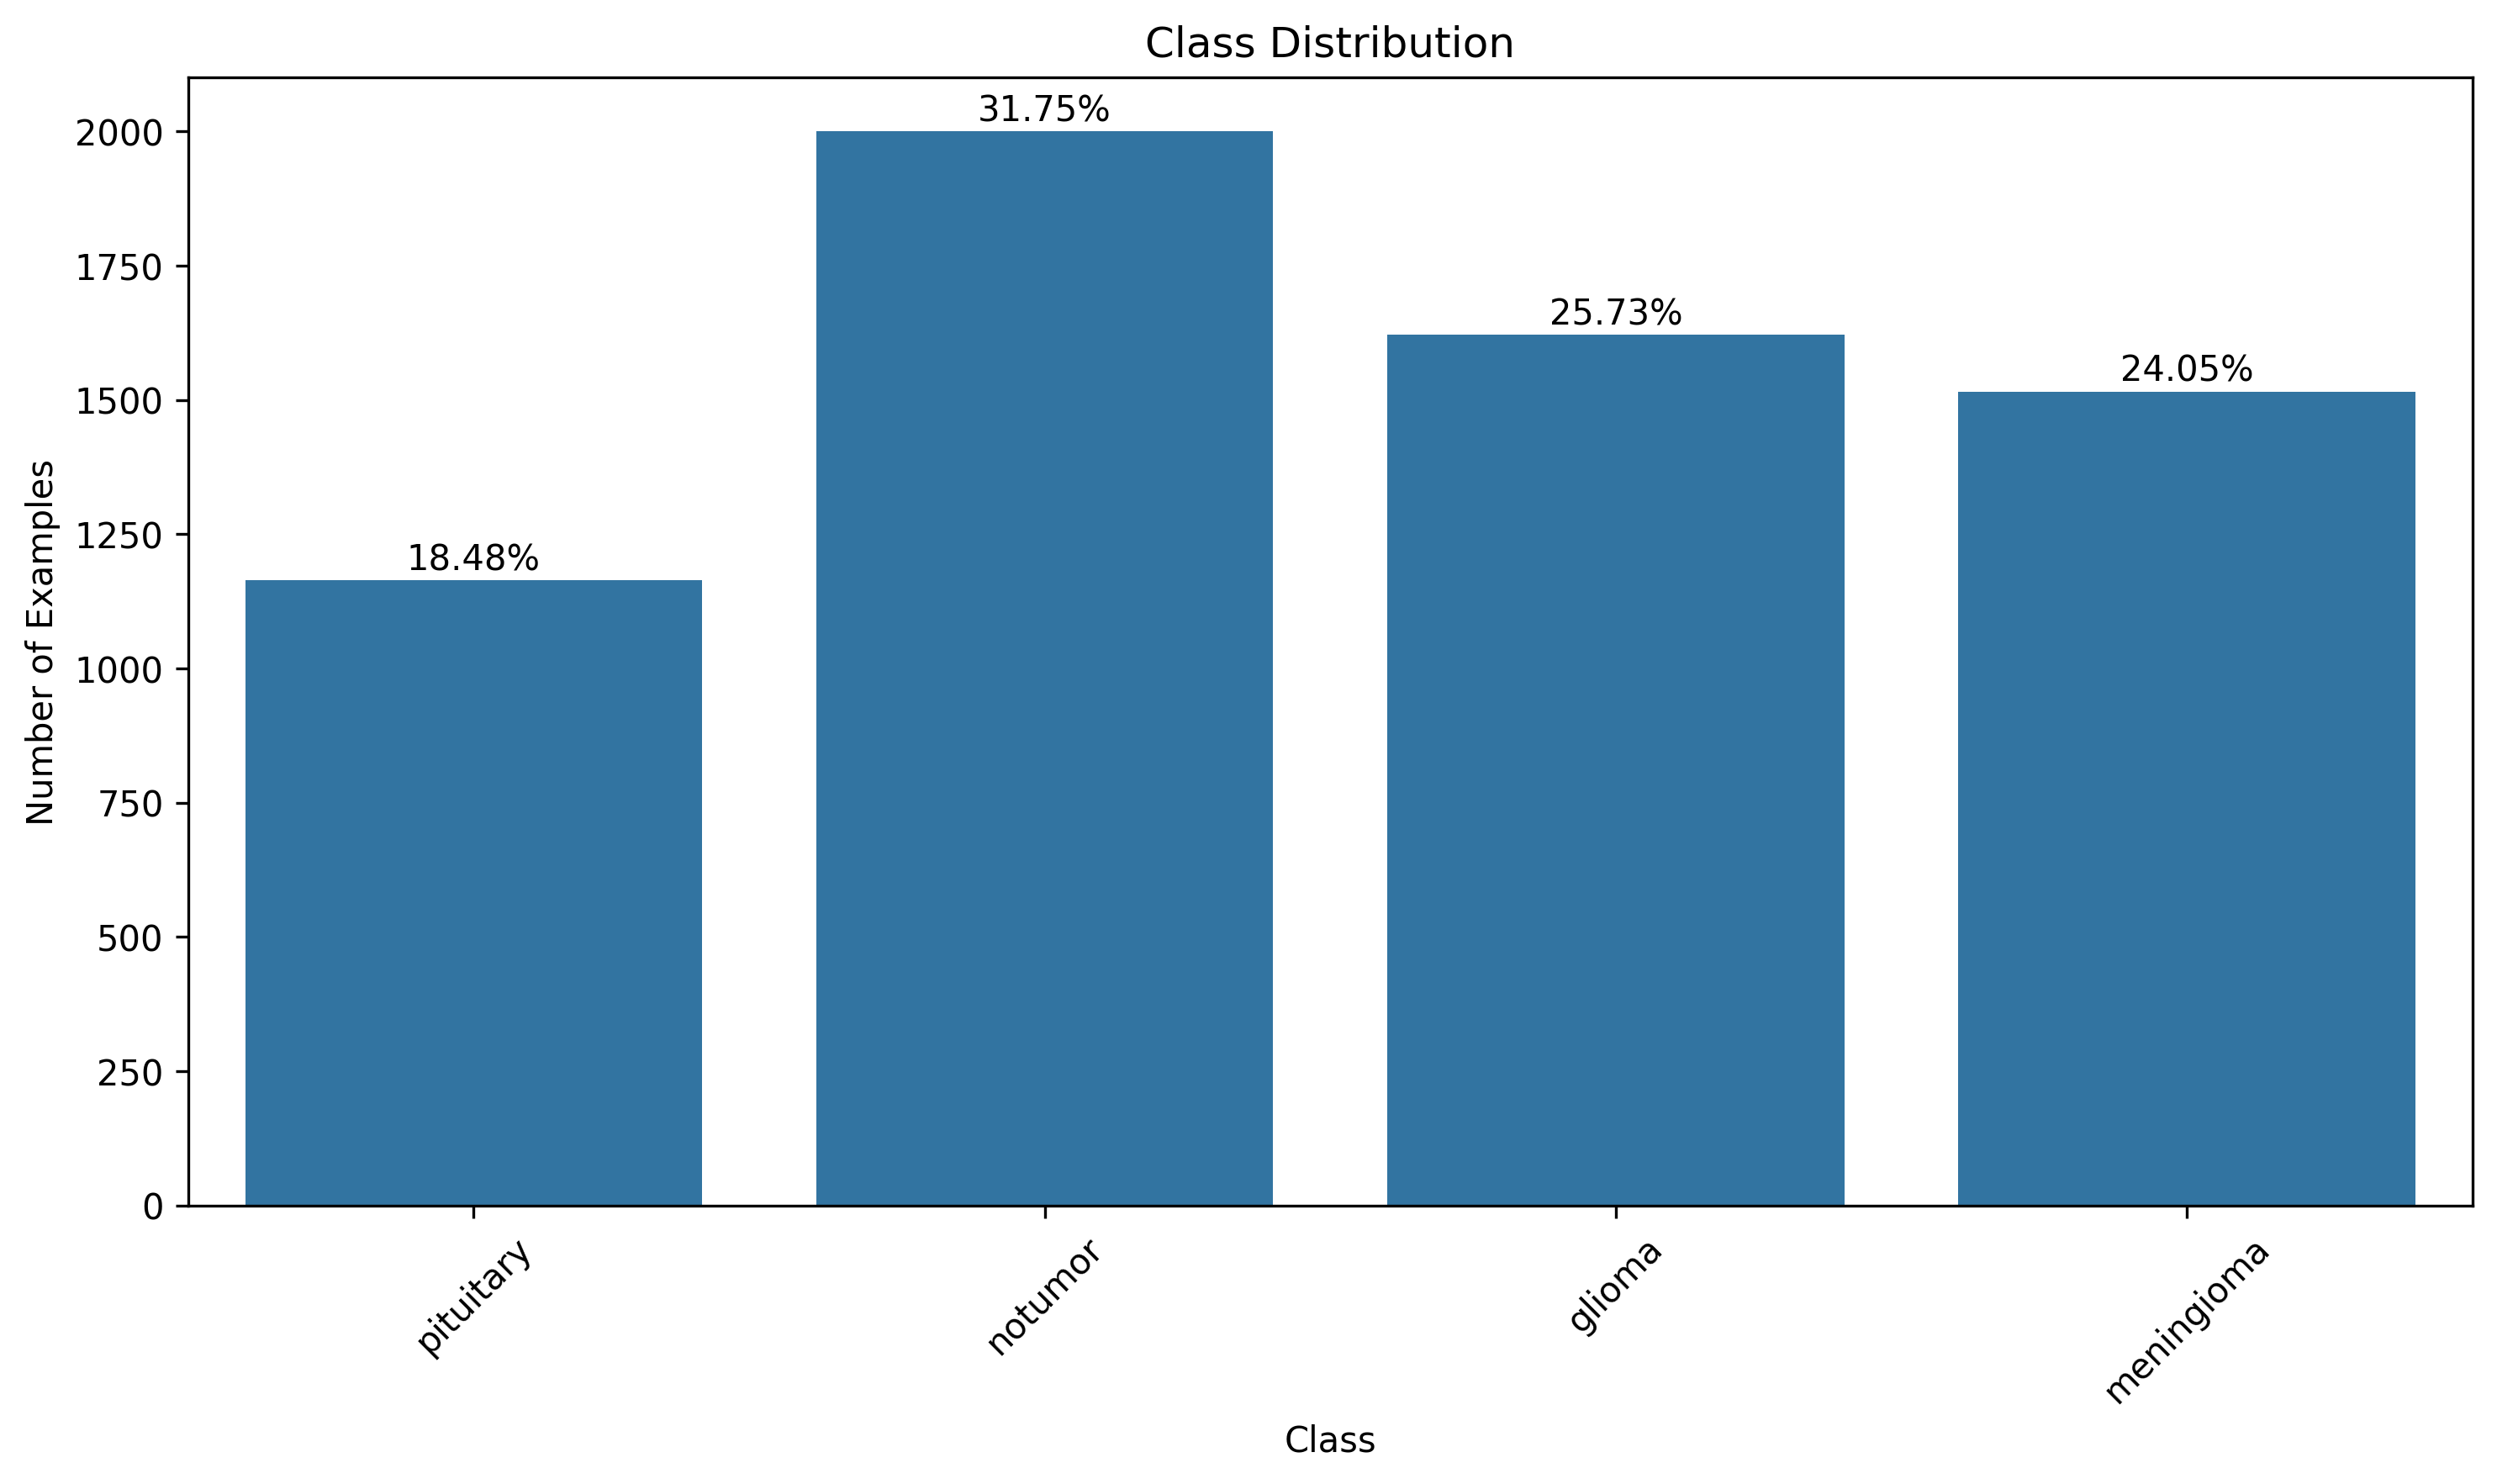 Class Distribution
31.75%
25.73%
24.05%
18.48%
2000
1750
1500
1250
1000
750
500
250
0
Number of Examples
pituitary
notumor
glioma
meningioma
Class